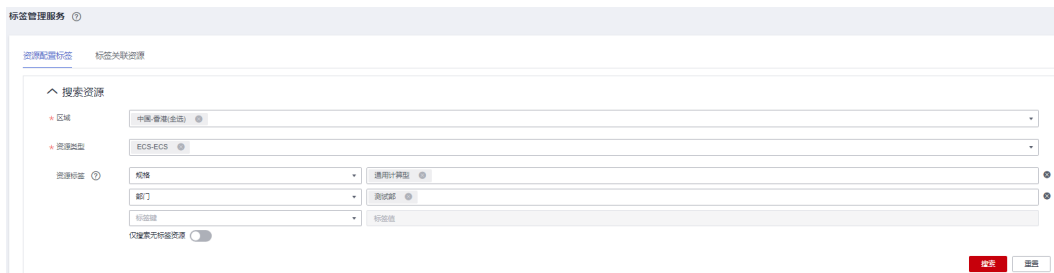 标签管理服务 ?
资源配置标签 标签关联资源
搜索资源
* 区域 中国-香港(全选)
* 资源类型 ECS-ECS
资源标签 ? 规格 通用计算型
部门 测试部
标签键 标签值
仅搜索无标签资源
搜索 重置